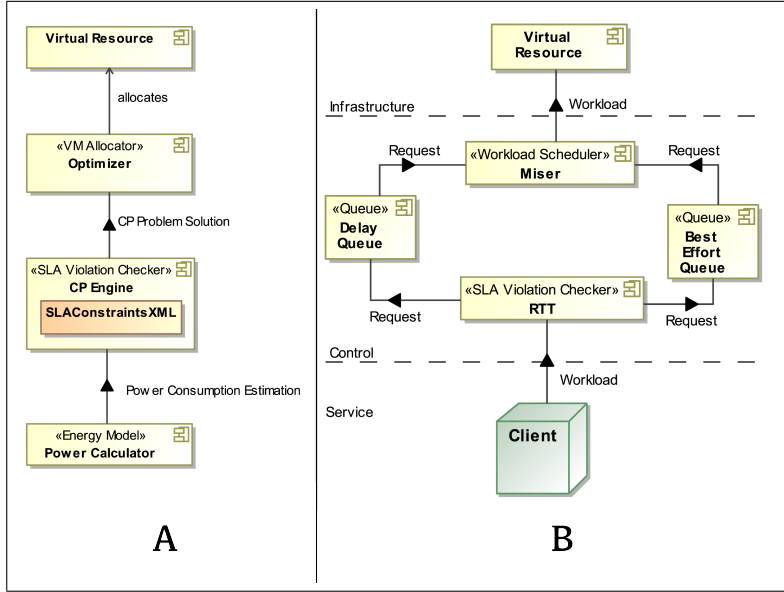 Virtual Resource
allocates
«VM Allocator»
Optimizer
CP Problem Solution
«SLA Violation Checker»
CP Engine
SLAConstraintsXML
Power Consumption Estimation
«Energy Model»
Power Calculator
A
Virtual
Resource
Infrastructure
Workload
Request
«Workload Scheduler»
Miser
Request
«Queue»
Delay
Queue
«Queue»
Best
Effort
Queue
«SLA Violation Checker»
RTT
Request
Request
Control
Workload
Service
Client
B